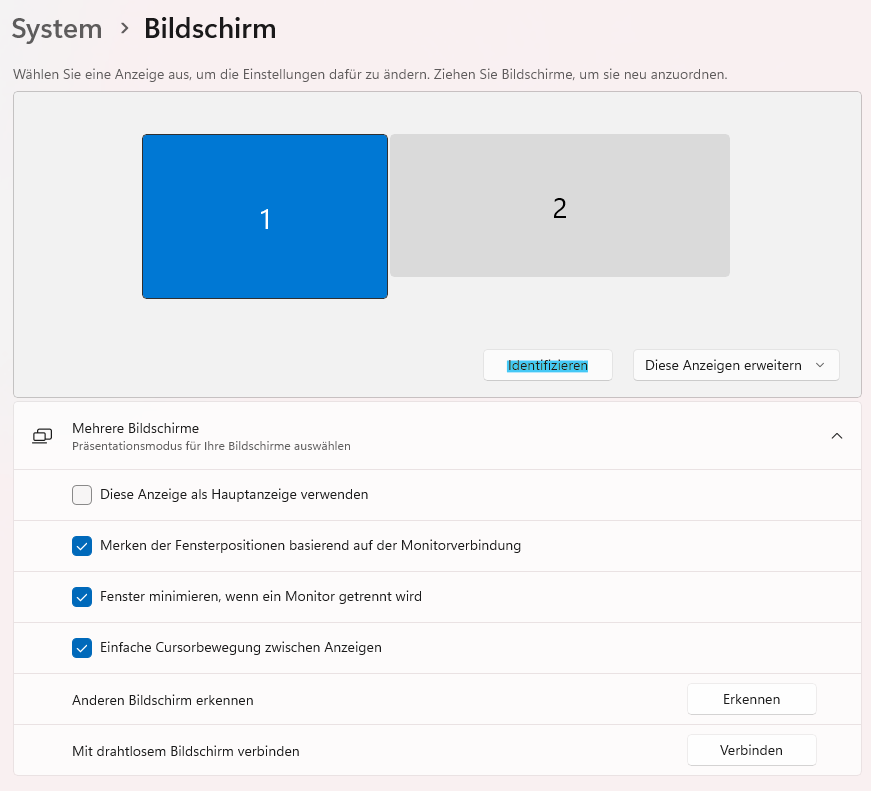 System > Bildschirm
Wählen Sie eine Anzeige aus, um die Einstellungen dafür zu ändern. Ziehen Sie Bildschirme, um sie neu anzuordnen.
1
2
Identifizieren
Diese Anzeigen erweitern
Mehrere Bildschirme
Präsentationsmodus für Ihre Bildschirme auswählen
Diese Anzeige als Hauptanzeige verwenden
Merken der Fensterpositionen basierend auf der Monitorverbindung
Fenster minimieren, wenn ein Monitor getrennt wird
Einfache Cursorbewegung zwischen Anzeigen
Anderen Bildschirm erkennen
Erkennen
Mit drahtlosem Bildschirm verbinden
Verbinden